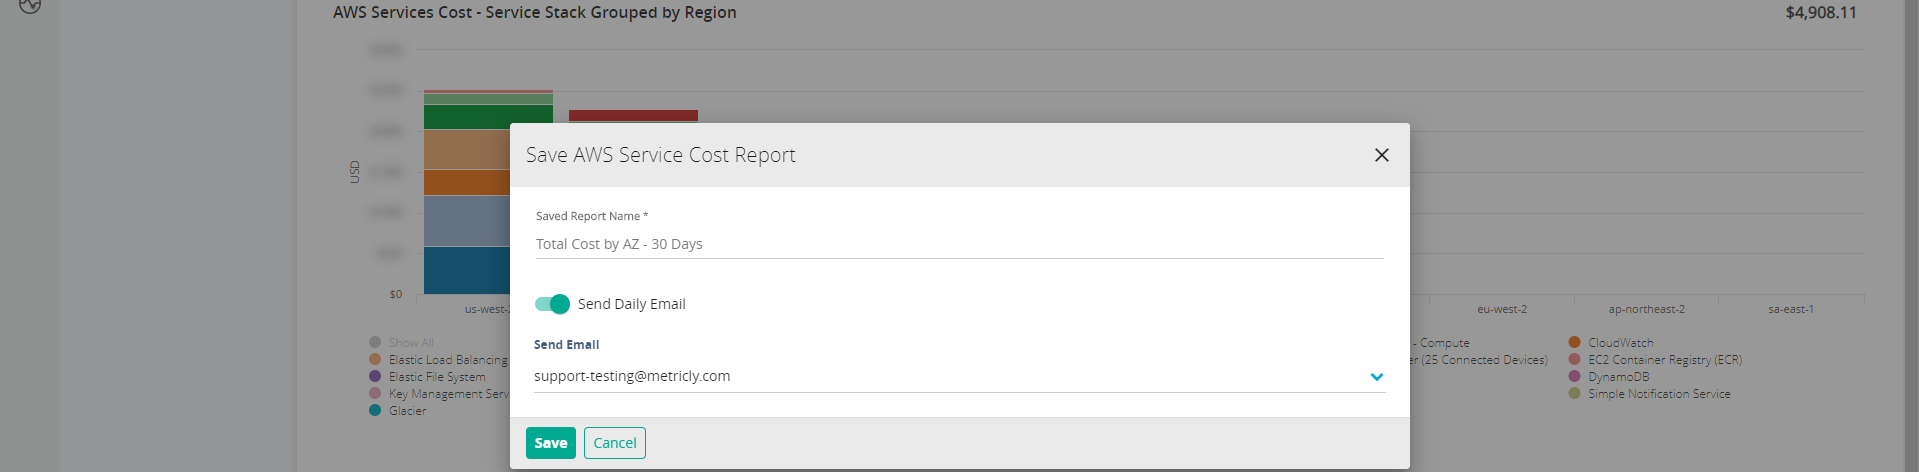 AWS Services Cost - Service Stack Grouped by Region
$4,908.11
USD
$0
us-west-
eu-west-2
ap-northeast-2
sa-east-1
Show All
Elastic Load Balancing
Elastic File System
Key Management Serv
Glacier
- Compute
(25 Connected Devices)
CloudWatch
EC2 Container Registry (ECR)
DynamoDB
Simple Notification Service
Save AWS Service Cost Report
Saved Report Name *
Total Cost by AZ - 30 Days
Send Daily Email
Send Email
support-testing@metricly.com
Save
Cancel